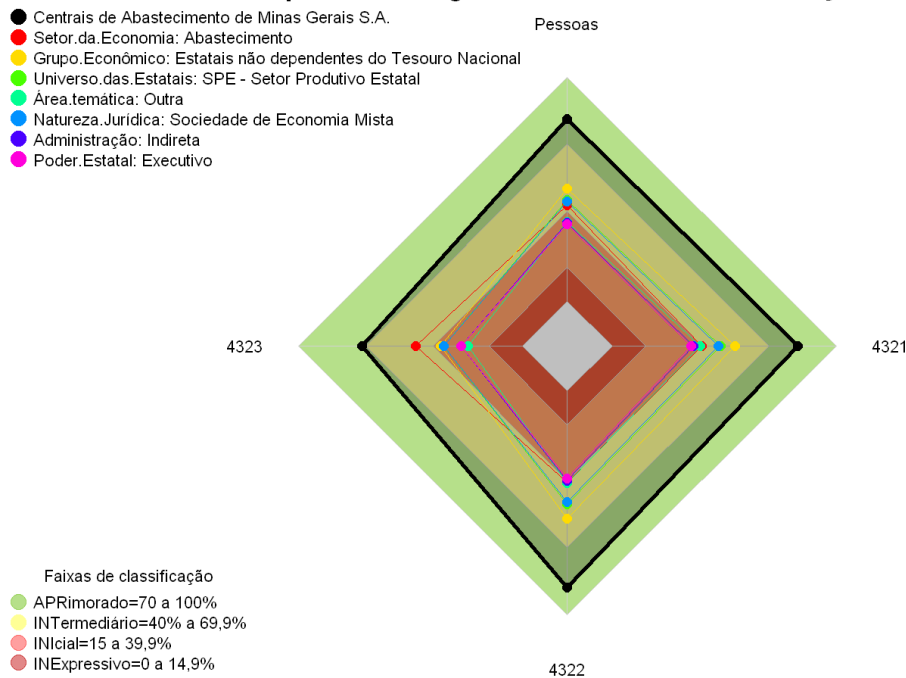 Centrais de Abastecimento de Minas Gerais S.A.
Setor.da.Economia: Abastecimento
Grupo.Econômico: Estatais não dependentes do Tesouro Nacional
Universo.das.Estatais: SPE - Setor Produtivo Estatal
Área.temática: Outra
Natureza.Jurídica: Sociedade de Economia Mista
Administração: Indireta
Poder.Estatal: Executivo
Pessoas
4323
4321
4322
Faixas de classificação
APRimorado=70 a 100%
INTermediário=40% a 69,9%
INIcial=15 a 39,9%
INExpressivo=0 a 14,9%